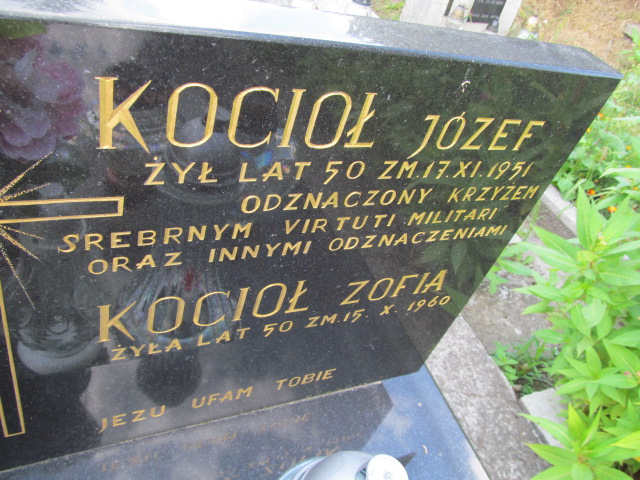 KOCIOŁ JÓZEF
ŻYŁ LAT 50 ZM.17.XI.1951
ODZNACZONY KRZYŻEM
SREBRNYM VIRTUTI MILITARI
ORAZ INNYMI ODZNACZENIAMI
KOCIOŁ ZOFIA
ŻYŁA LAT 50 ZM.15. X. 1960
JEZU UFAM TOBIE